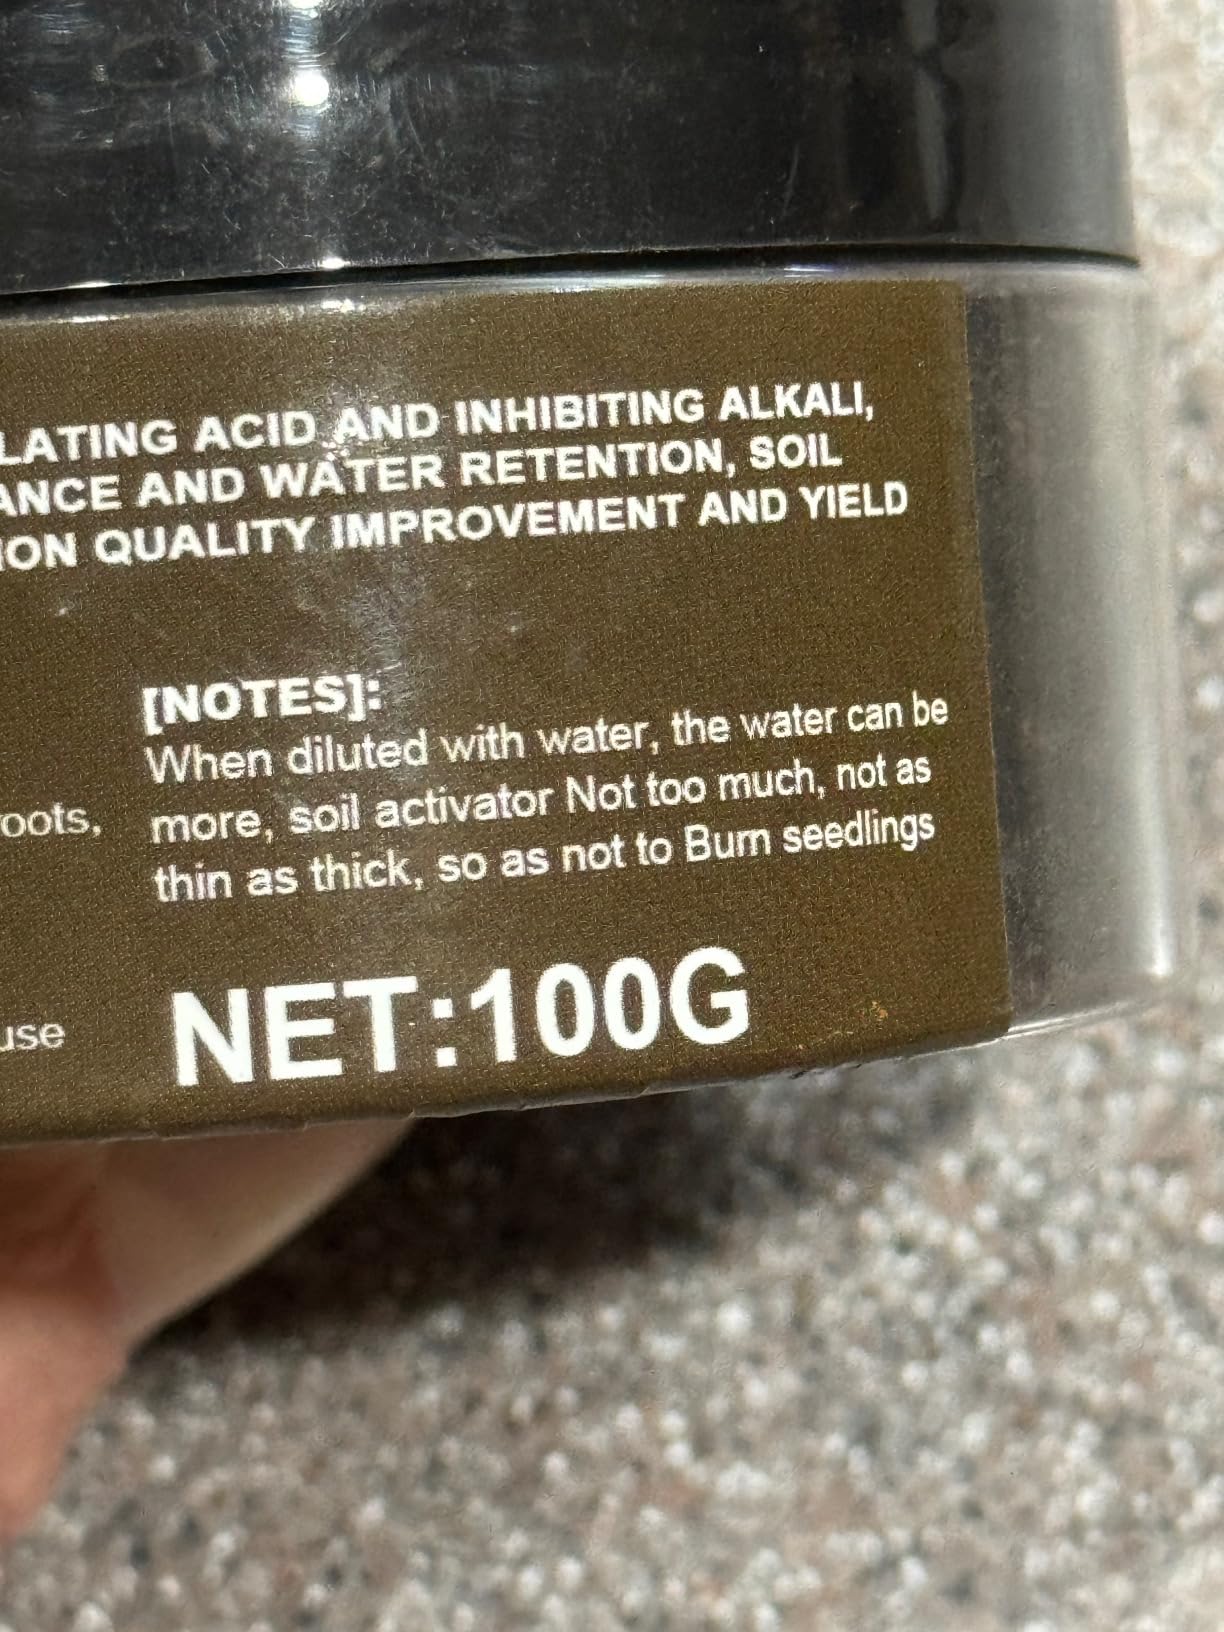 LATING ACID AND INHIBITING ALKALI,
ANCE AND WATER RETENTION, SOIL
ION QUALITY IMPROVEMENT AND YIELD
[NOTES]:
When diluted with water, the water can be
more, soil activator Not too much, not as
thin as thick, so as not to Burn seedlings
oots,
use
NET:100G